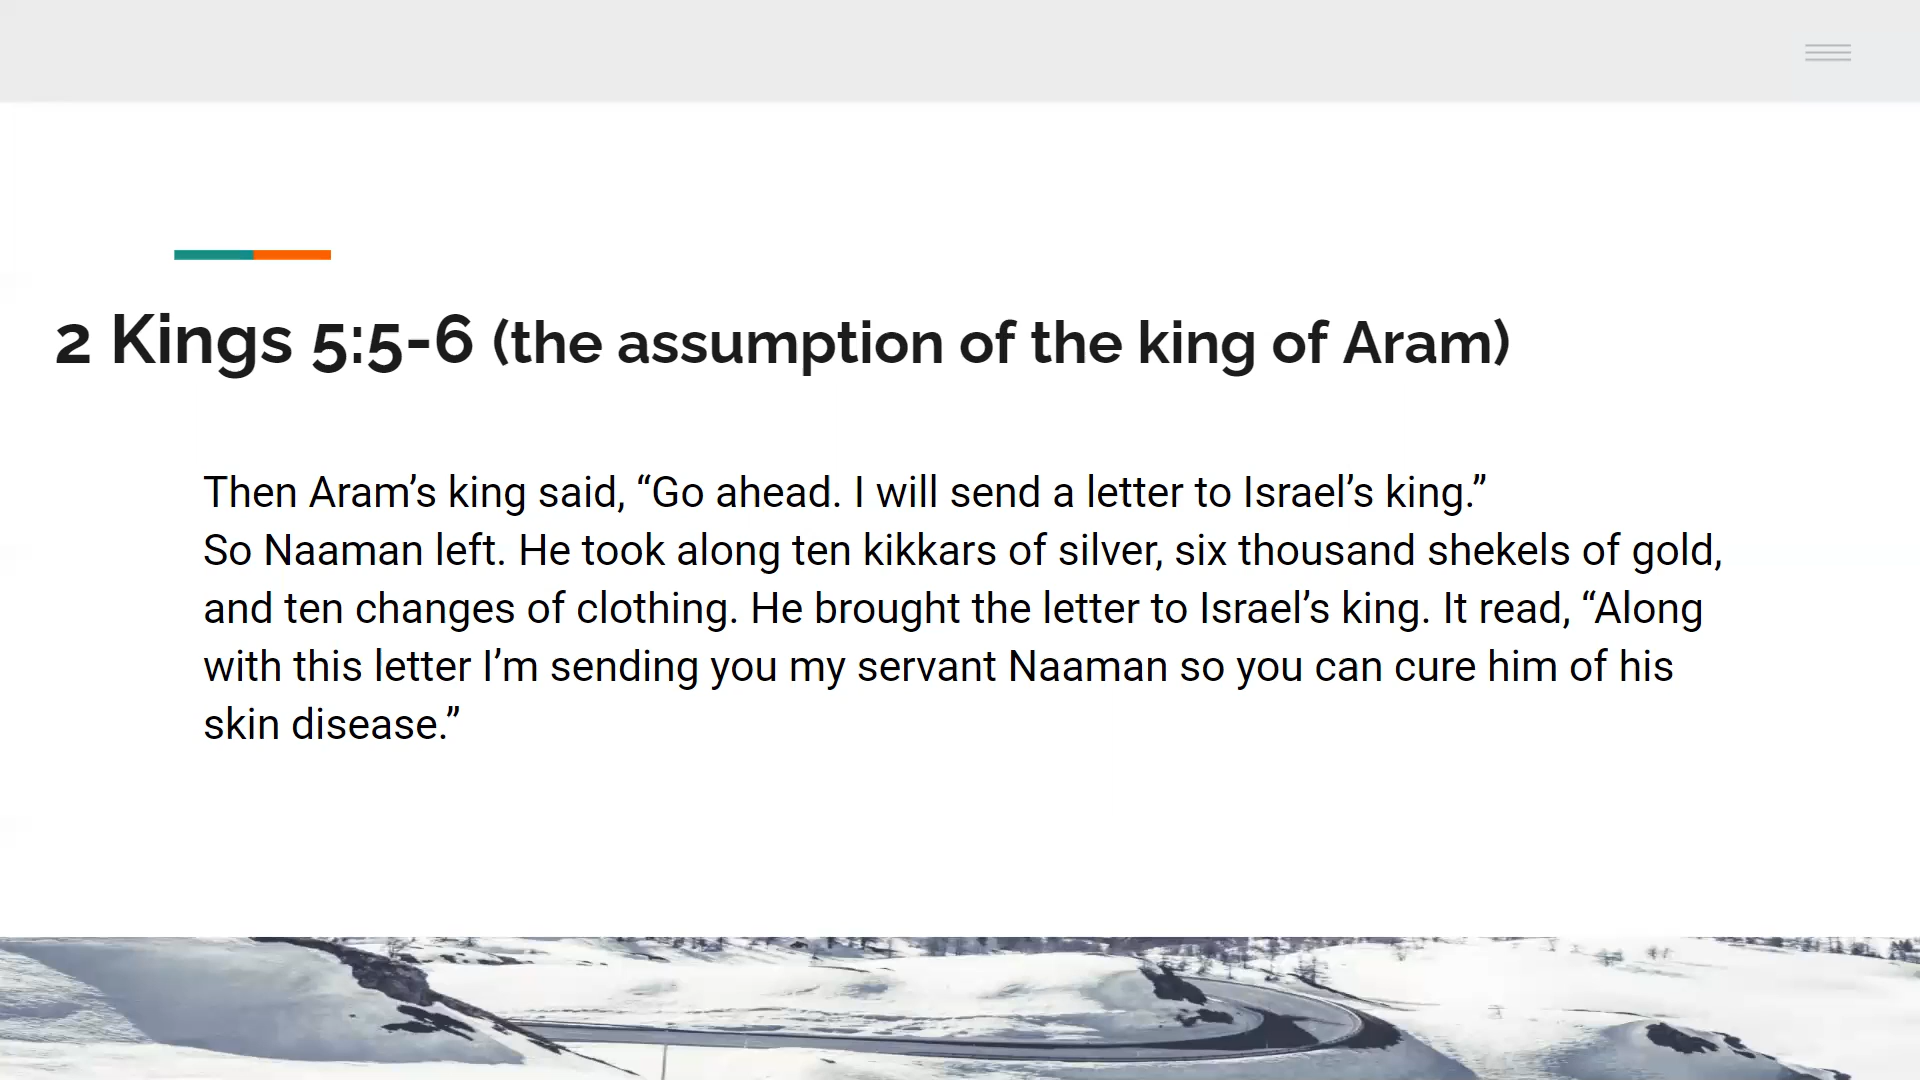 2 Kings 5:5-6 (the assumption of the king of Aram)
Then Aram’s king said, “Go ahead. I will send a letter to Israel’s king.”
So Naaman left. He took along ten kikkars of silver, six thousand shekels of gold,
and ten changes of clothing. He brought the letter to Israel’s king. It read, “Along
with this letter I’m sending you my servant Naaman so you can cure him of his
skin disease.”